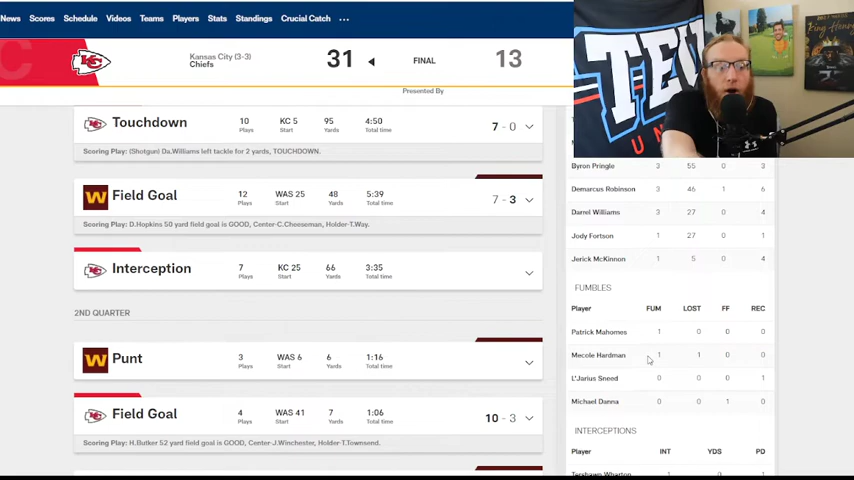 News Scores Schedule Videos Teams Players Stats Standings Crucial Catch ...
Kansas City (3-3)
Chiefs
31 FINAL 13
Presented By
Touchdown
10 KC 5 95 4:50
Plays Start Yards Total time
7 - 0
Scoring Play: (Shotgun) Da.Williams left tackle for 2 yards, TOUCHDOWN.
Field Goal
12 WAS 25 48 5:39
Plays Start Yards Total time
7 - 3
Scoring Play: D.Hopkins 50 yard field goal is GOOD, Center-C.Cheeseman, Holder-T.Way.
Interception
7 KC 25 66 3:35
Plays Start Yards Total time
2ND QUARTER
Punt
3 WAS 6 6 1:16
Plays Start Yards Total time
Field Goal
4 WAS 41 7 1:06
Plays Start Yards Total time
10 - 3
Scoring Play: H.Butker 52 yard field goal is GOOD, Center-J.Winchester, Holder-T.Townsend.
Byron Pringle 3 55 0 3
Demarcus Robinson 3 46 1 6
Darrel Williams 3 27 0 4
Jody Fortson 1 27 0 1
Jerick McKinnon 1 5 0 4
FUMBLES
Player FUM LOST FF REC
Patrick Mahomes 1 0 0 0
Mecole Hardman 1 1 0 0
L'Jarius Sneed 0 0 0 1
Michael Danna 0 0 1 0
INTERCEPTIONS
Player INT YDS PD
Tershawn Wharton 1 0 1
King Henry